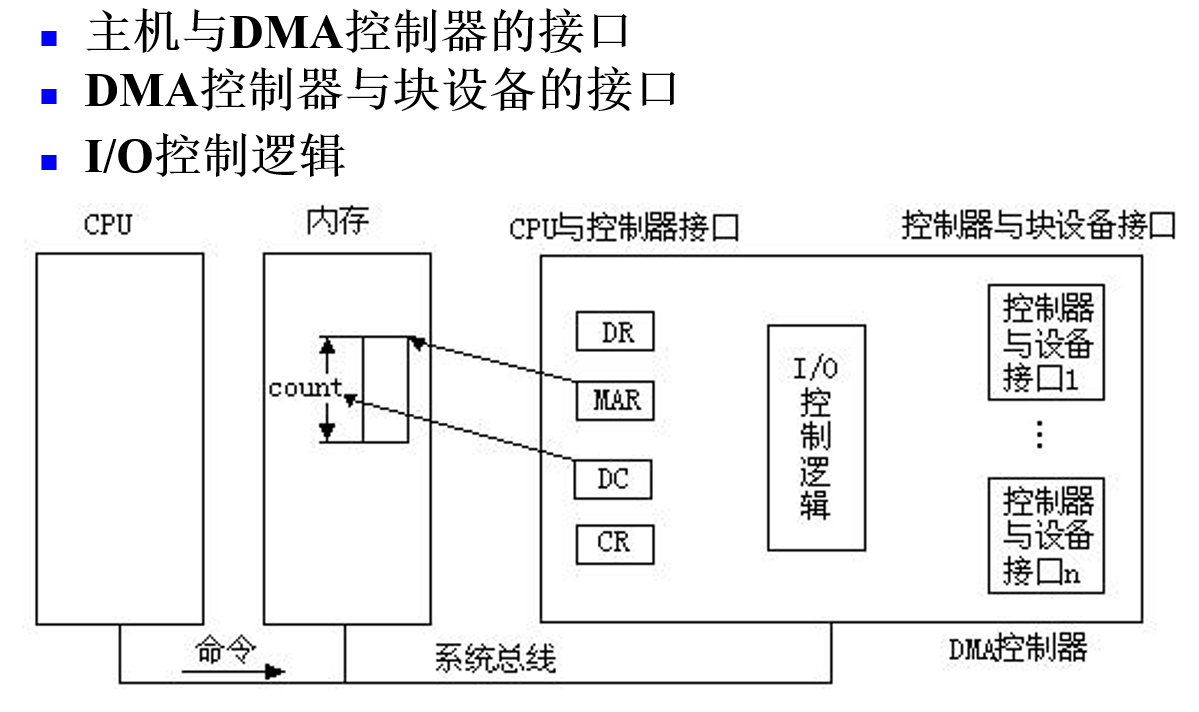 主机与DMA控制器的接口
DMA控制器与块设备的接口
I/O控制逻辑
CPU
内存
CPU与控制器接口
控制器与块设备接口
count
DR
MAR
DC
CR
I/O
控
制
逻
辑
控制器
与设备
接口1
⋮
控制器
与设备
接口n
命令
系统总线
DMA控制器